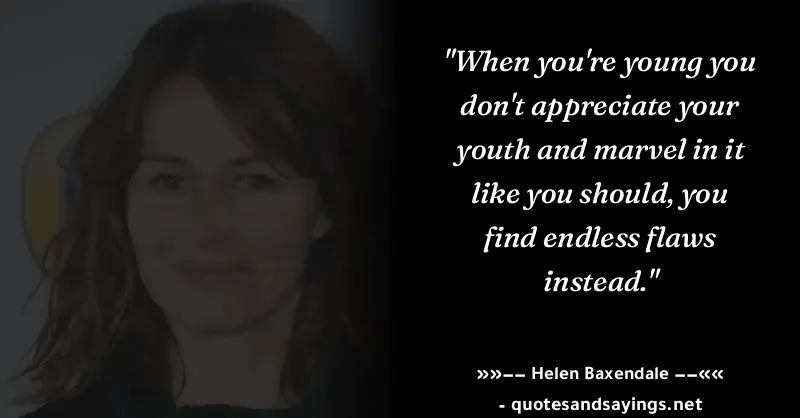 "When you're young you
don't appreciate your
youth and marvel in it
like you should, you
find endless flaws
instead."
»»−− Helen Baxendale −−««
- quotesandsayings.net